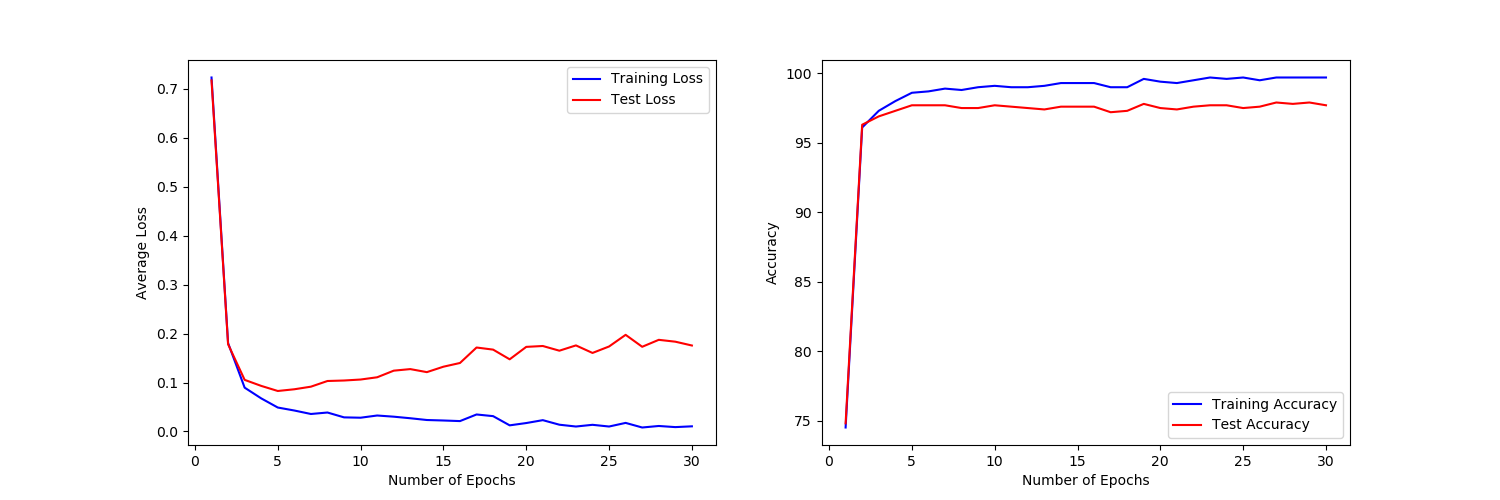 0.7
0.6
0.5
0.4
0.3
0.2
0.1
0.0
Average Loss
0 5 10 15 20 25 30
Number of Epochs
Training Loss
Test Loss
100
95
90
85
80
75
Accuracy
0 5 10 15 20 25 30
Number of Epochs
Training Accuracy
Test Accuracy